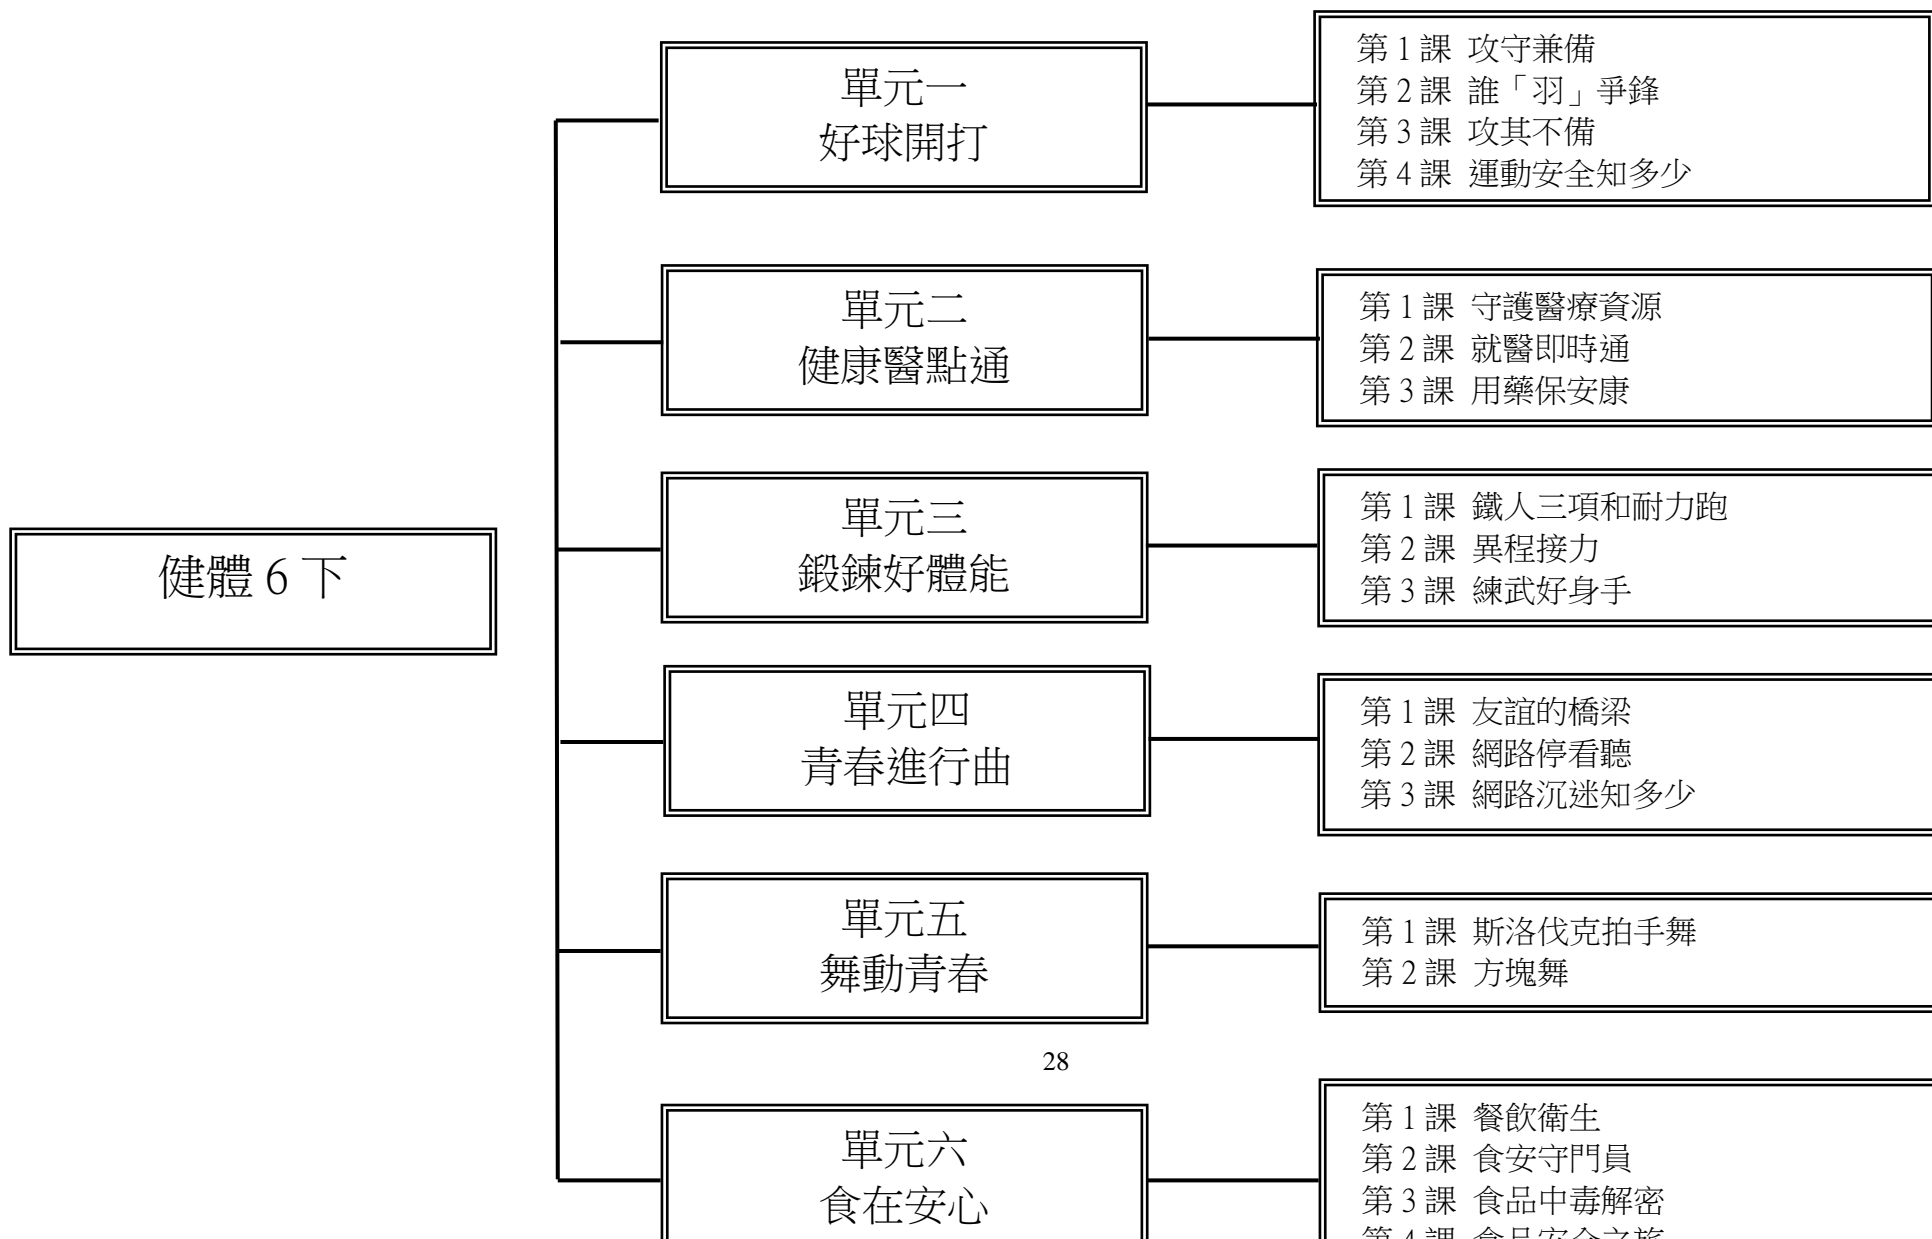 健體 6 下
單元一
好球開打
第 1 課 攻守兼備
第 2 課 誰「羽」爭鋒
第 3 課 攻其不備
第 4 課 運動安全知多少
單元二
健康醫點通
第 1 課 守護醫療資源
第 2 課 就醫即時通
第 3 課 用藥保安康
單元三
鍛鍊好體能
第 1 課 鐵人三項和耐力跑
第 2 課 異程接力
第 3 課 練武好身手
單元四
青春進行曲
第 1 課 友誼的橋梁
第 2 課 網路停看聽
第 3 課 網路沉迷知多少
單元五
舞動青春
第 1 課 斯洛伐克拍手舞
第 2 課 方塊舞
28
單元六
食在安心
第 1 課 餐飲衛生
第 2 課 食安守門員
第 3 課 食品中毒解密
第 4 課 食品安全之旅